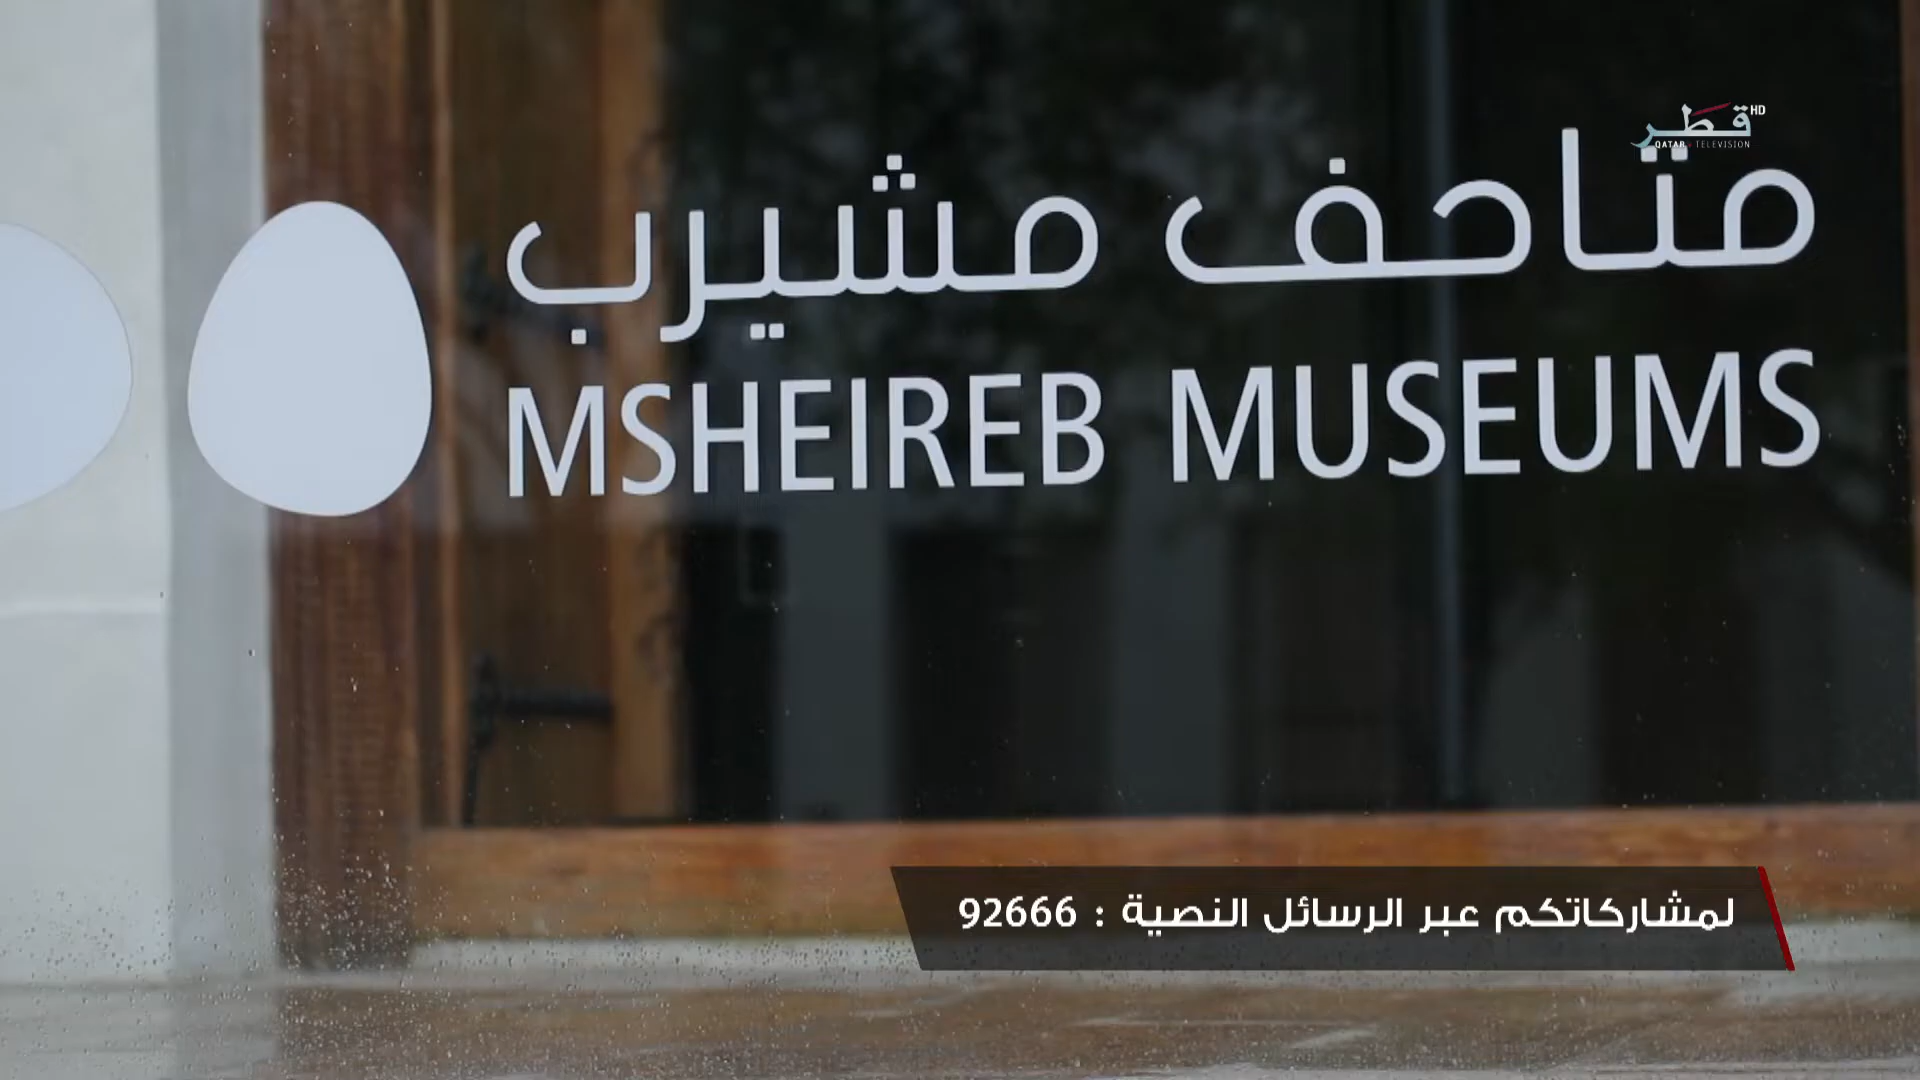 قطر HD
QATAR TELEVISION
متاحف مشيرب
MSHEIREB MUSEUMS
لمشاركاتكم عبر الرسائل النصية : 92666